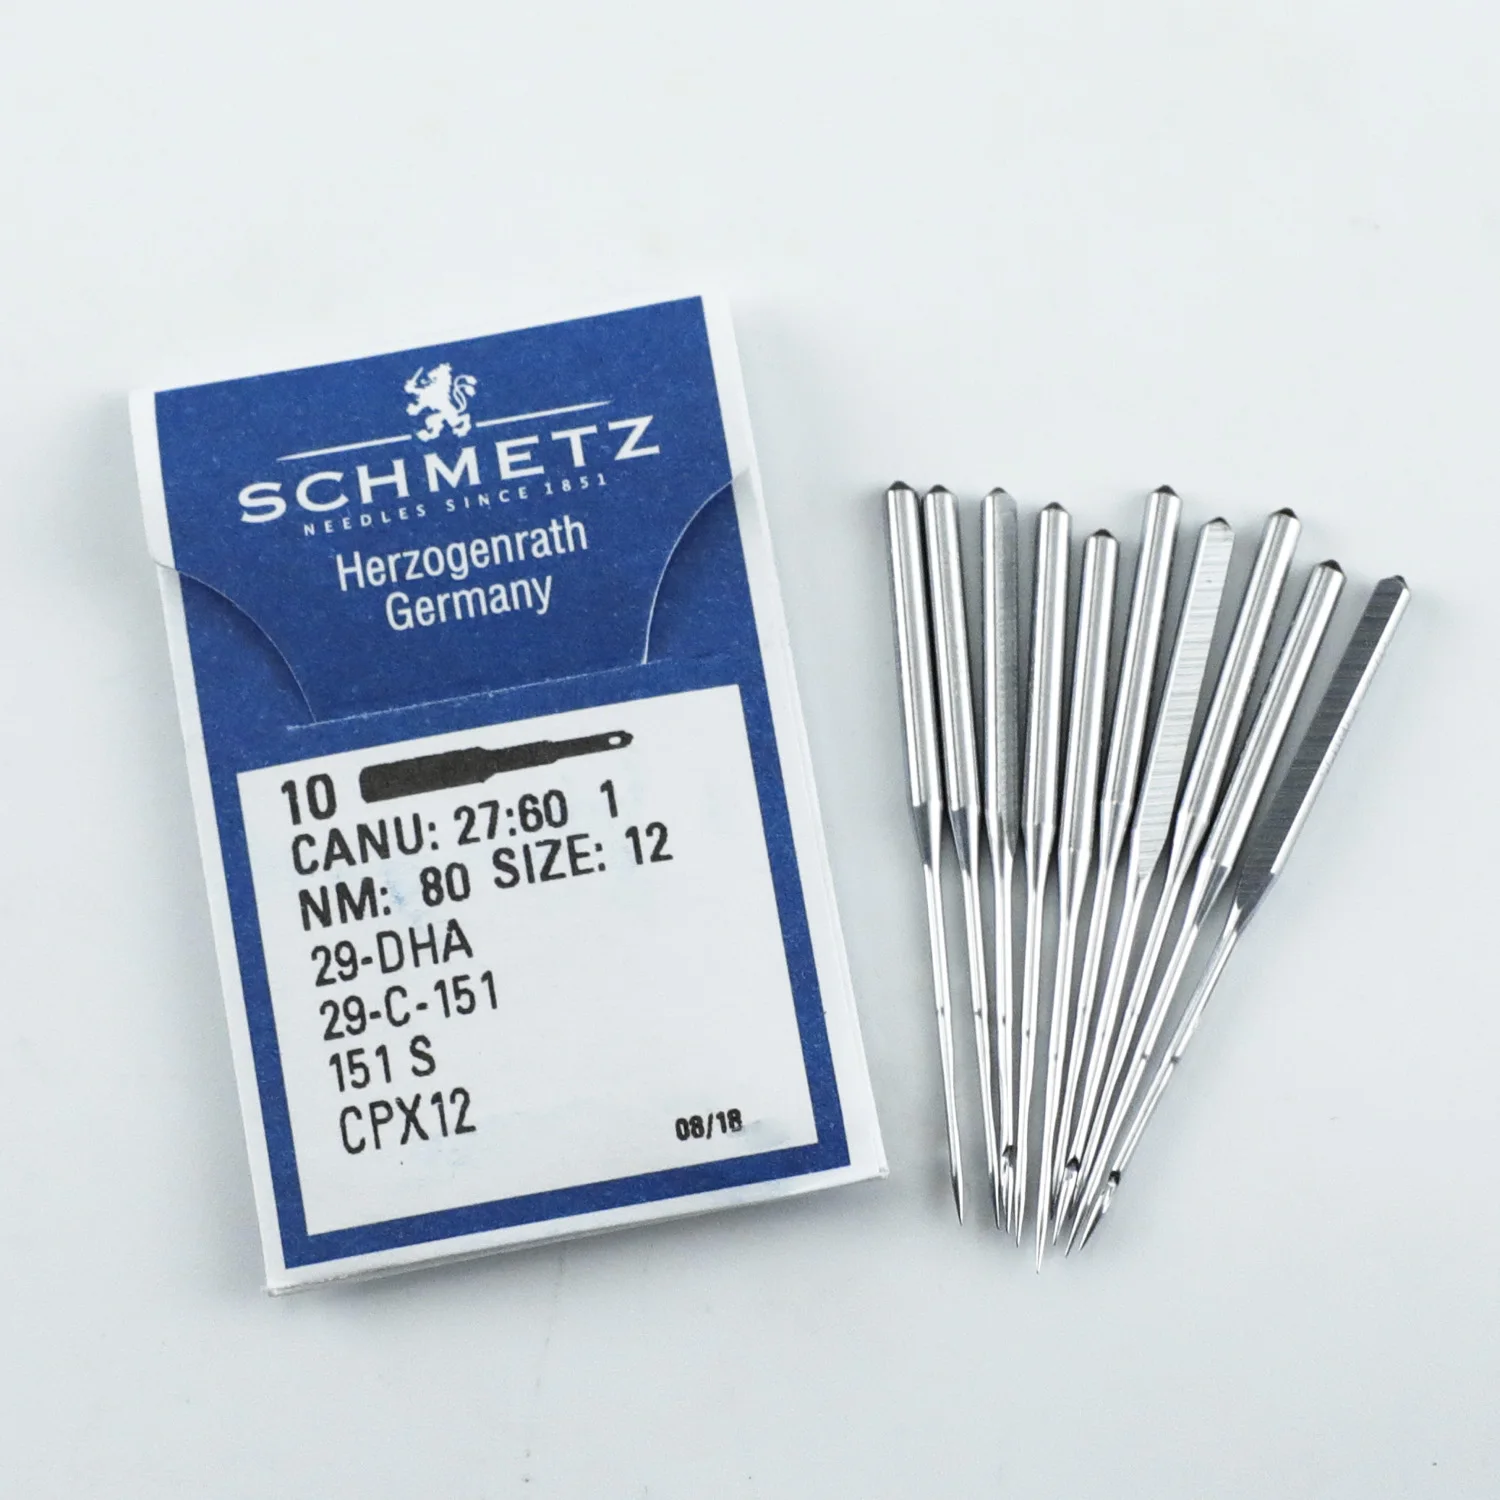 SCHMETZ
NEEDLES SINCE 1851
Herzogenrath
Germany
10
CANU: 27:60 1
NM: 80 SIZE: 12
29-DHA
29-C-151
151 S
CPX12
08/18